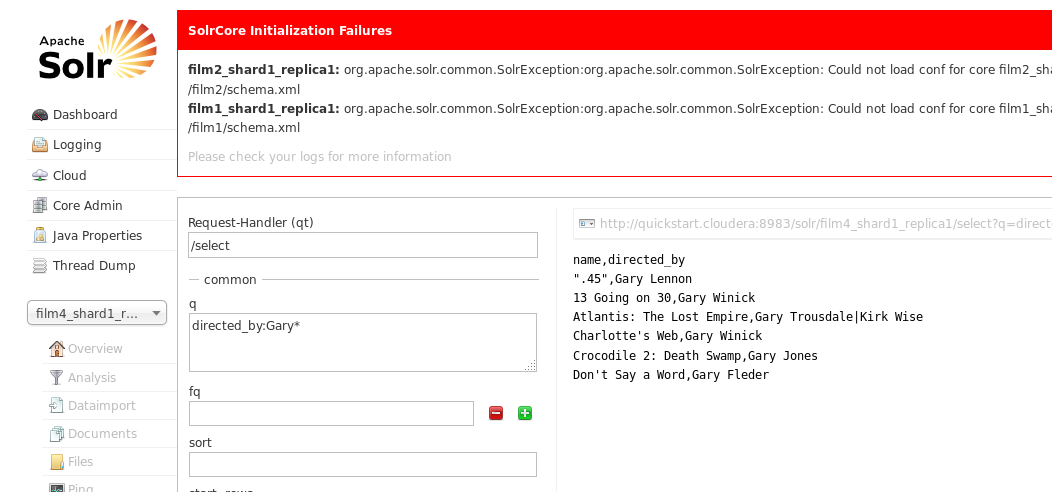 Apache
Solr
Dashboard
Logging
Cloud
Core Admin
Java Properties
Thread Dump
film4_shard1_r...
Overview
Analysis
Dataimport
Documents
Files
Ping
SolrCore Initialization Failures
film2_shard1_replica1: org.apache.solr.common.SolrException:org.apache.solr.common.SolrException: Could not load conf for core film2_sha
/film2/schema.xml
film1_shard1_replica1: org.apache.solr.common.SolrException:org.apache.solr.common.SolrException: Could not load conf for core film1_sha
/film1/schema.xml
Please check your logs for more information
Request-Handler (qt)
/select
common
q
directed_by:Gary*
fq
sort
start, rows
http://quickstart.cloudera:8983/solr/film4_shard1_replica1/select?q=direct
name,directed_by
".45",Gary Lennon
13 Going on 30,Gary Winick
Atlantis: The Lost Empire,Gary Trousdale|Kirk Wise
Charlotte's Web,Gary Winick
Crocodile 2: Death Swamp,Gary Jones
Don't Say a Word,Gary Fleder